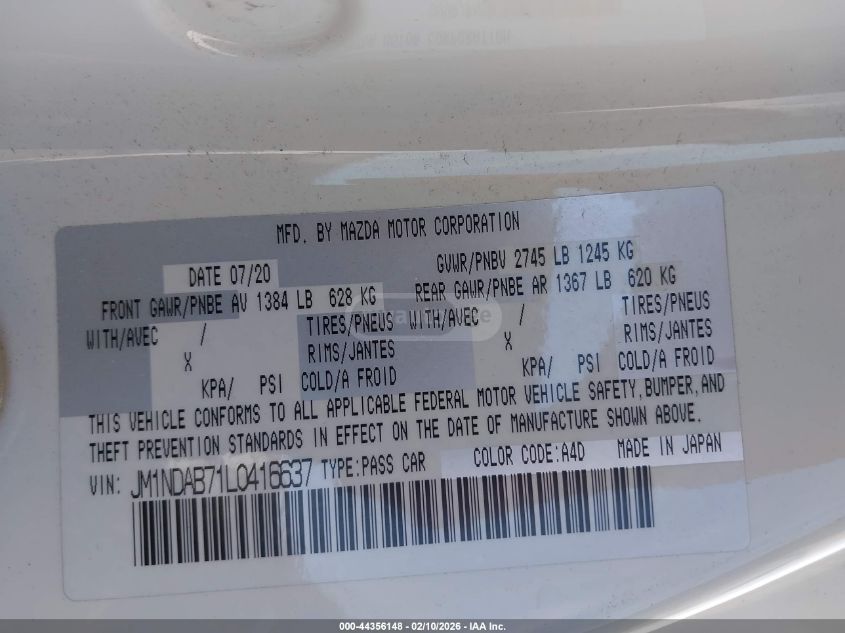 MFD. BY MAZDA MOTOR CORPORATION
DATE 07/20 GVWR/PNBV 2745 LB 1245 KG
FRONT GAWR/PNBE AV 1384 LB 628 KG REAR GAWR/PNBE AR 1367 LB 620 KG
WITH/AVEC / TIRES/PNEUS WITH/AVEC / TIRES/PNEUS
X RIMS/JANTES X RIMS/JANTES
KPA/ PSI COLD/A FROID KPA/ PSI COLD/A FROID
THIS VEHICLE CONFORMS TO ALL APPLICABLE FEDERAL MOTOR VEHICLE SAFETY,BUMPER,AND
THEFT PREVENTION STANDARDS IN EFFECT ON THE DATE OF MANUFACTURE SHOWN ABOVE.
VIN: JM1NDAB71L0416637 TYPE:PASS CAR COLOR CODE:A4D MADE IN JAPAN
000-44356148 - 02/10/2026 - IAA Inc.